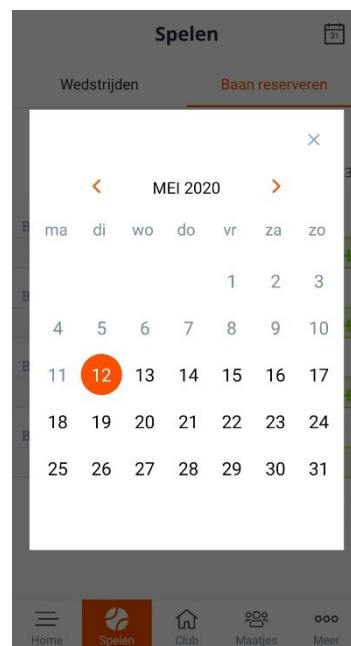 Spelen
31
Wedstrijden Baan reserveren
MEI 2020
ma di wo do vr za zo
1 2 3
4 5 6 7 8 9 10
11 12 13 14 15 16 17
18 19 20 21 22 23 24
25 26 27 28 29 30 31
Home Spelen Club Maatjes Meer